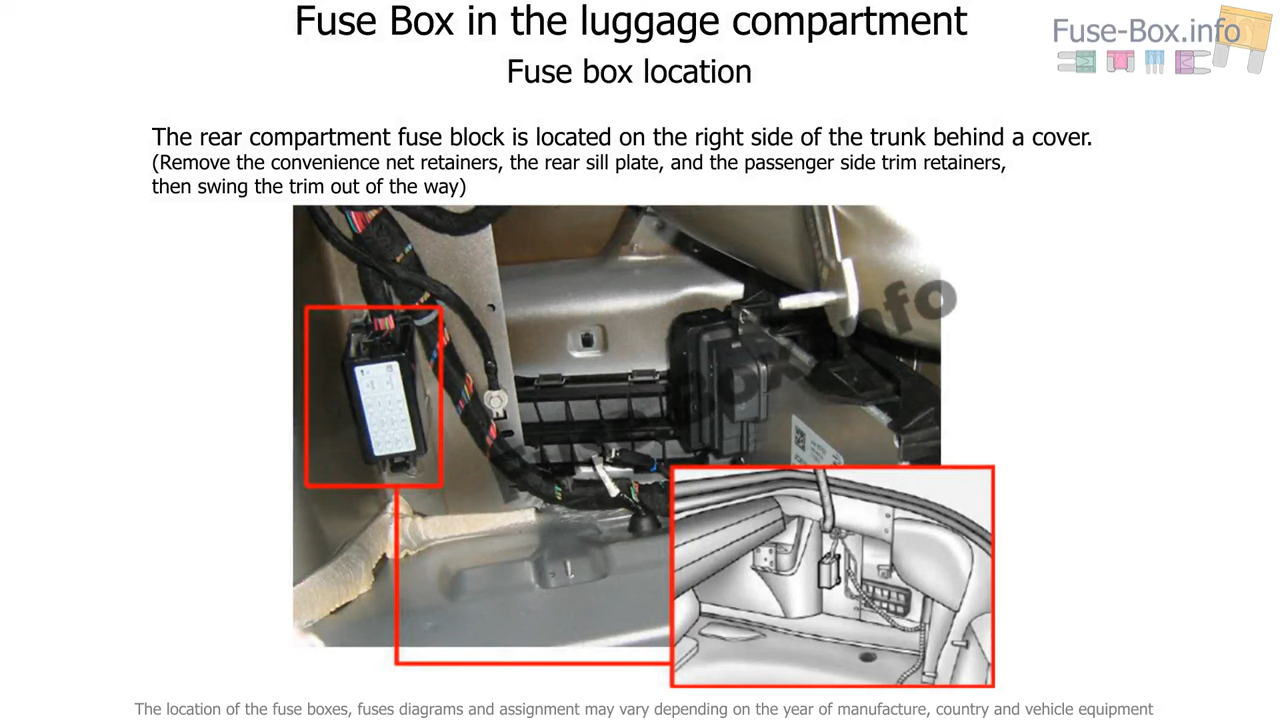 Fuse Box in the luggage compartment
Fuse-Box.info
Fuse box location
The rear compartment fuse block is located on the right side of the trunk behind a cover.
(Remove the convenience net retainers, the rear sill plate, and the passenger side trim retainers,
then swing the trim out of the way)
The location of the fuse boxes, fuses diagrams and assignment may vary depending on the year of manufacture, country and vehicle equipment